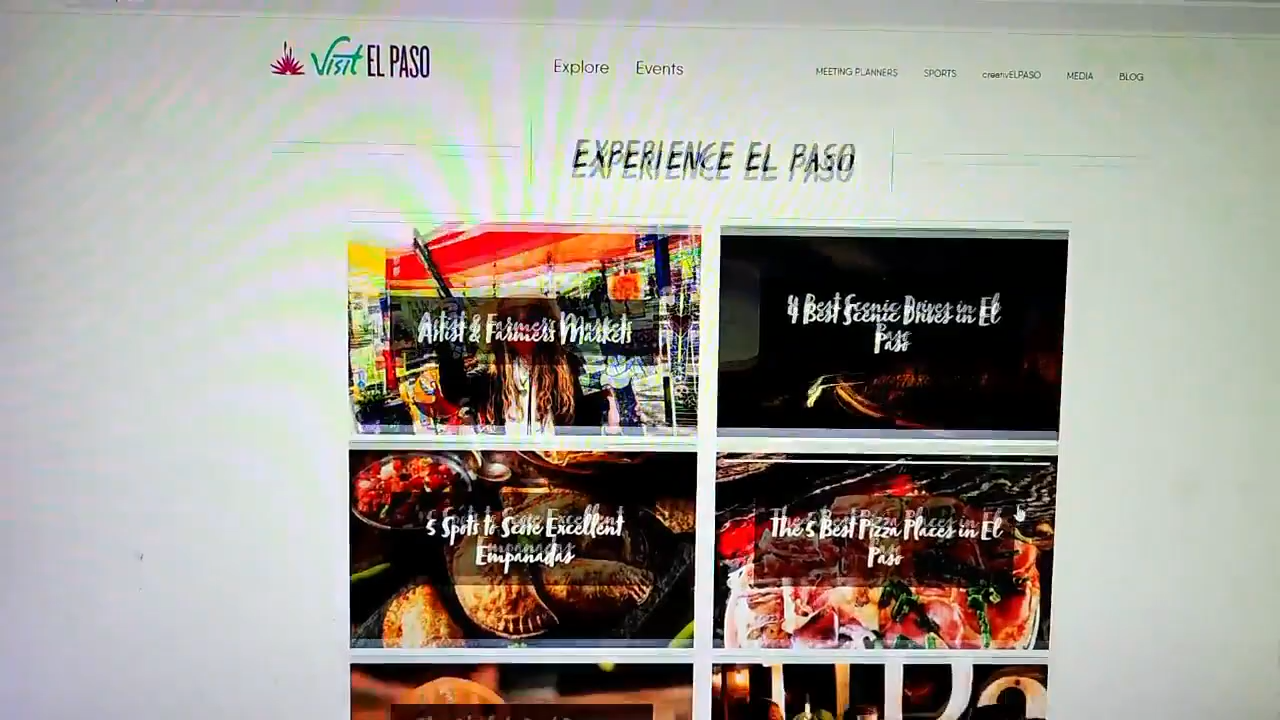 Visit EL PASO
Explore Events
MEETING PLANNERS SPORTS creativELPASO MEDIA BLOG
EXPERIENCE EL PASO
Artist & Farmers Markets
4 Best Scenic Drives in El
Paso
5 Spots to Score Excellent
Empanadas
The 5 Best Pizza Places in El
Paso